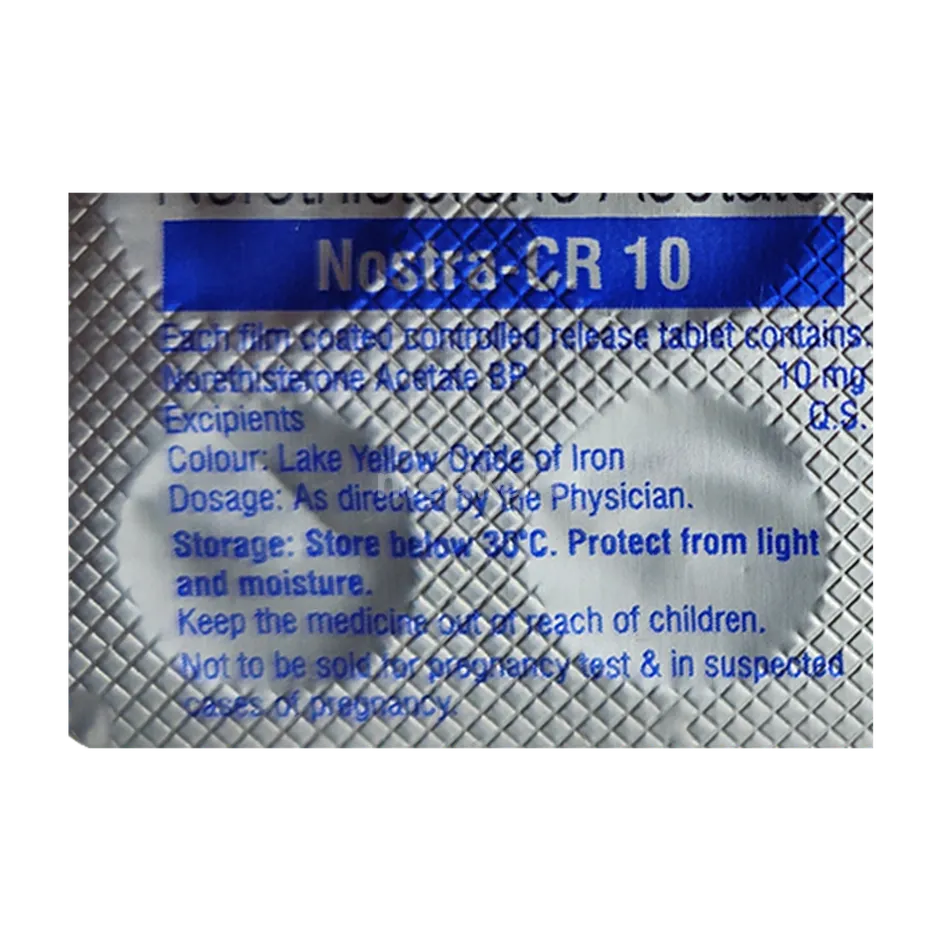 Norethisterone Acetate
Nostra-CR 10
Each film coated controlled release tablet contains:
Norethisterone Acetate BP 10 mg
Excipients Q.S.
Colour: Lake Yellow Oxide of Iron
Dosage: As directed by the Physician.
Storage: Store below 30°C. Protect from light
and moisture.
Keep the medicine out of reach of children.
Not to be sold for pregnancy test & in suspected
cases of pregnancy.